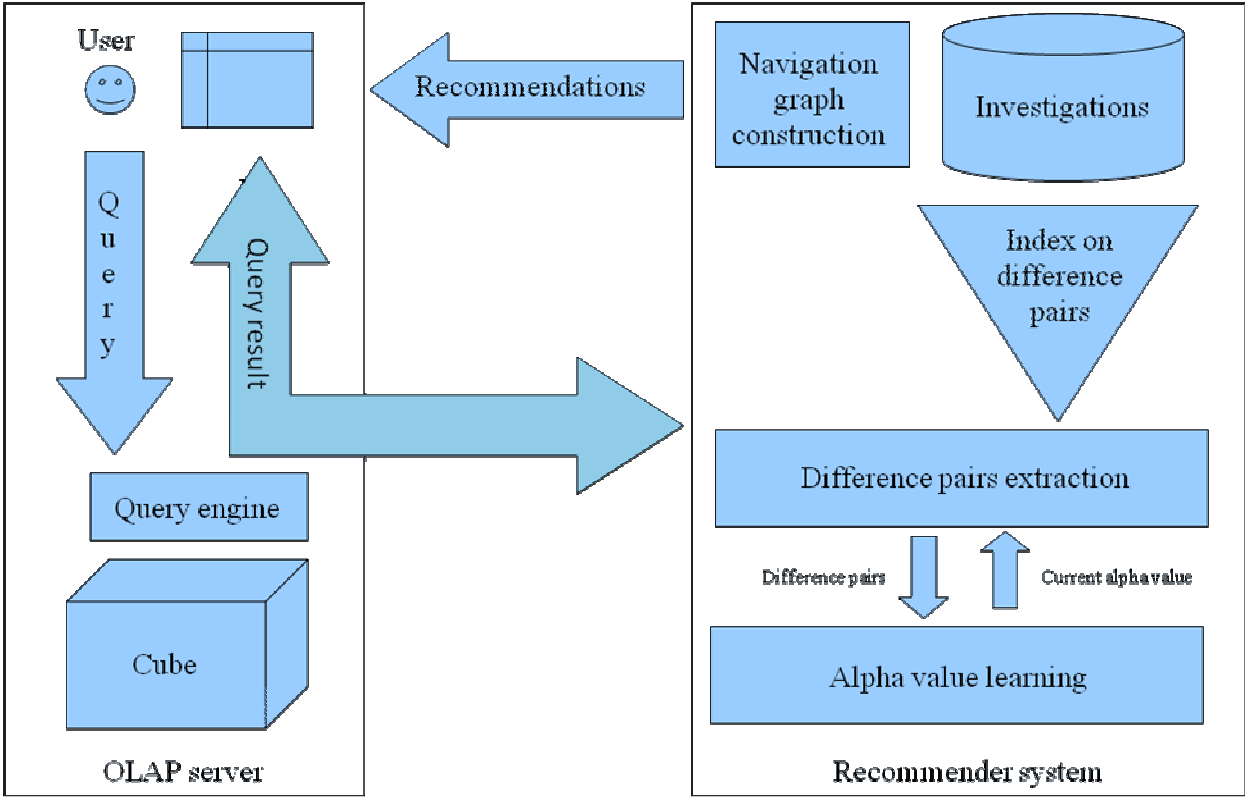 User
Query
Query result
Query engine
Cube
OLAP server
Recommendations
Navigation
graph
construction
Investigations
Index on
difference
pairs
Difference pairs extraction
Difference pairs
Current alpha value
Alpha value learning
Recommender system